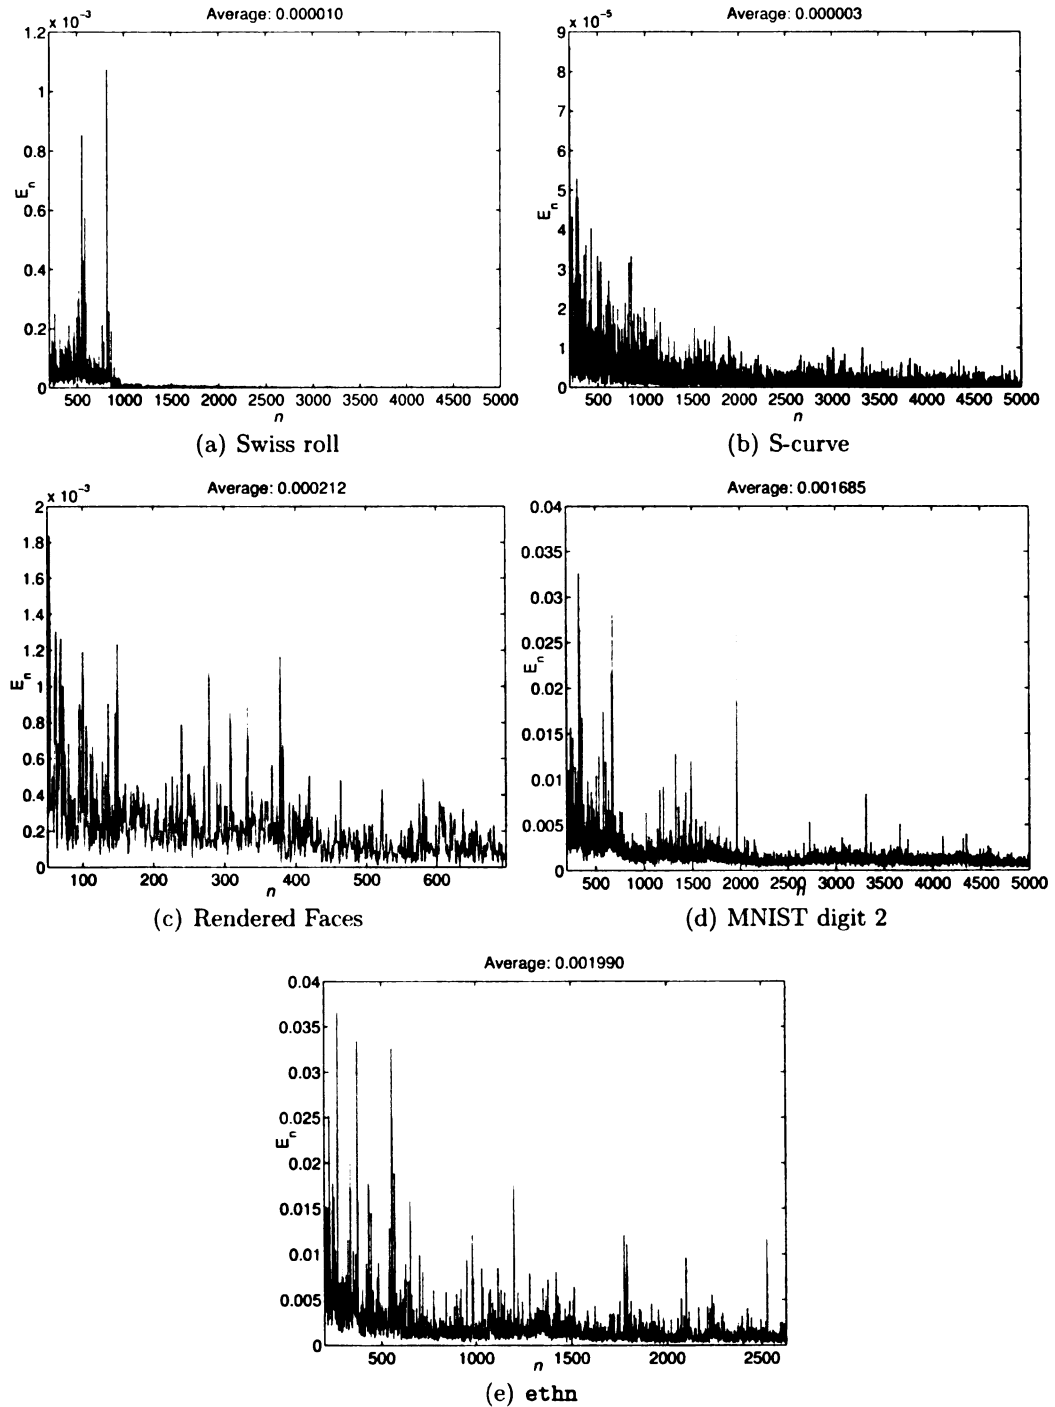 Average: 0.000010
x 10⁻³
1.2
1
0.8
0.6
0.4
0.2
0
Eₙ
500 1000 1500 2000 2500 3000 3500 4000 4500 5000
n
(a) Swiss roll
Average: 0.000003
x 10⁻⁵
9
8
7
6
5
4
3
2
1
0
Eₙ
500 1000 1500 2000 2500 3000 3500 4000 4500 5000
n
(b) S-curve
Average: 0.000212
x 10⁻³
2
1.8
1.6
1.4
1.2
1
0.8
0.6
0.4
0.2
0
Eₙ
100 200 300 400 500 600
n
(c) Rendered Faces
Average: 0.001685
0.04
0.035
0.03
0.025
0.02
0.015
0.01
0.005
0
Eₙ
500 1000 1500 2000 2500 3000 3500 4000 4500 5000
n
(d) MNIST digit 2
Average: 0.001990
0.04
0.035
0.03
0.025
0.02
0.015
0.01
0.005
0
Eₙ
500 1000 1500 2000 2500
n
(e) ethn